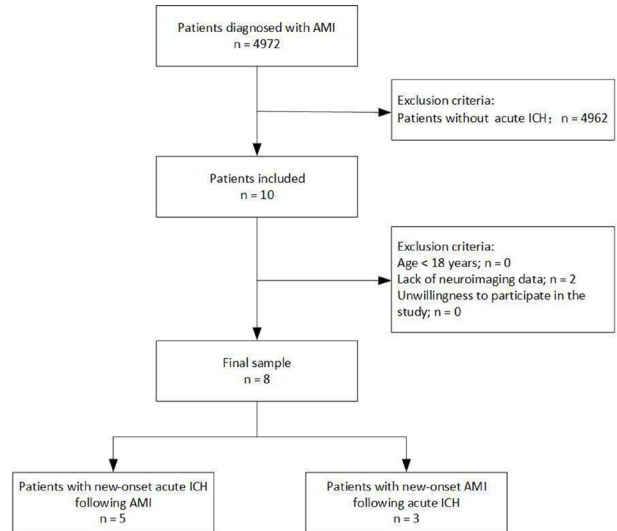 Patients diagnosed with AMI
n = 4972
Exclusion criteria:
Patients without acute ICH； n = 4962
Patients included
n = 10
Exclusion criteria:
Age < 18 years; n = 0
Lack of neuroimaging data; n = 2
Unwillingness to participate in the
study; n = 0
Final sample
n = 8
Patients with new-onset acute ICH
following AMI
n = 5
Patients with new-onset AMI
following acute ICH
n = 3